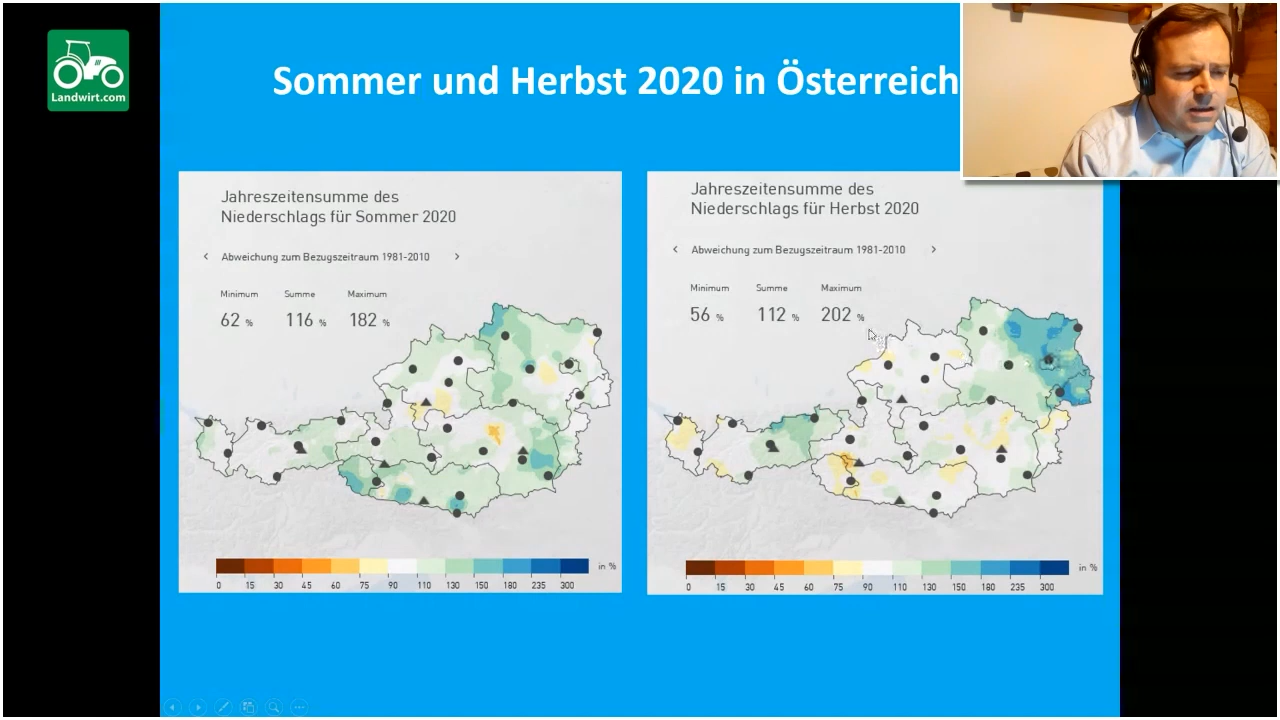 Landwirt.com
Sommer und Herbst 2020 in Österreich
Jahreszeitensumme des
Niederschlags für Sommer 2020
< Abweichung zum Bezugszeitraum 1981-2010 >
Minimum Summe Maximum
62 % 116 % 182 %
0 15 30 45 60 75 90 110 130 150 180 235 300 in %
Jahreszeitensumme des
Niederschlags für Herbst 2020
< Abweichung zum Bezugszeitraum 1981-2010 >
Minimum Summe Maximum
56 % 112 % 202 %
0 15 30 45 60 75 90 110 130 150 180 235 300 in %